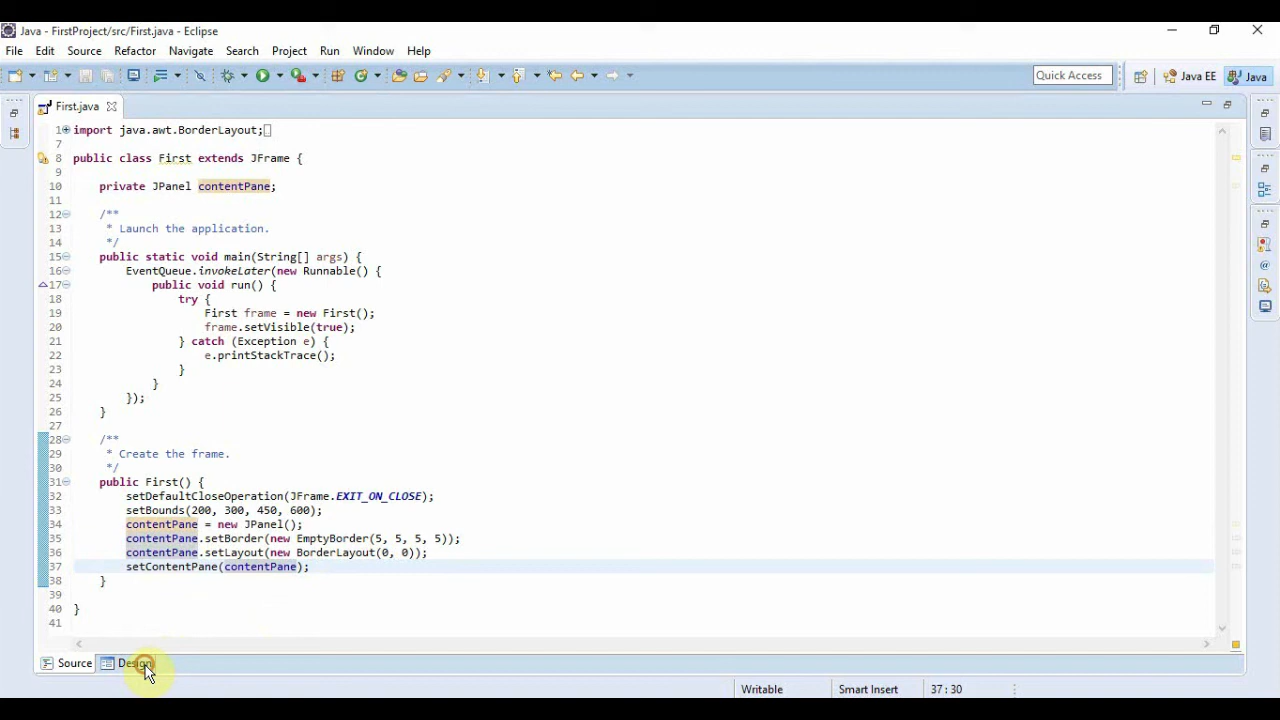 Java - FirstProject/src/First.java - Eclipse
File Edit Source Refactor Navigate Search Project Run Window Help
Quick Access Java EE Java
First.java
1 import java.awt.BorderLayout;
7
8 public class First extends JFrame {
9
10 private JPanel contentPane;
11
12 /**
13 * Launch the application.
14 */
15 public static void main(String[] args) {
16 EventQueue.invokeLater(new Runnable() {
17 public void run() {
18 try {
19 First frame = new First();
20 frame.setVisible(true);
21 } catch (Exception e) {
22 e.printStackTrace();
23 }
24 }
25 });
26 }
27
28 /**
29 * Create the frame.
30 */
31 public First() {
32 setDefaultCloseOperation(JFrame.EXIT_ON_CLOSE);
33 setBounds(200, 300, 450, 600);
34 contentPane = new JPanel();
35 contentPane.setBorder(new EmptyBorder(5, 5, 5, 5));
36 contentPane.setLayout(new BorderLayout(0, 0));
37 setContentPane(contentPane);
38 }
39
40 }
41
Source Design
Writable Smart Insert 37 : 30